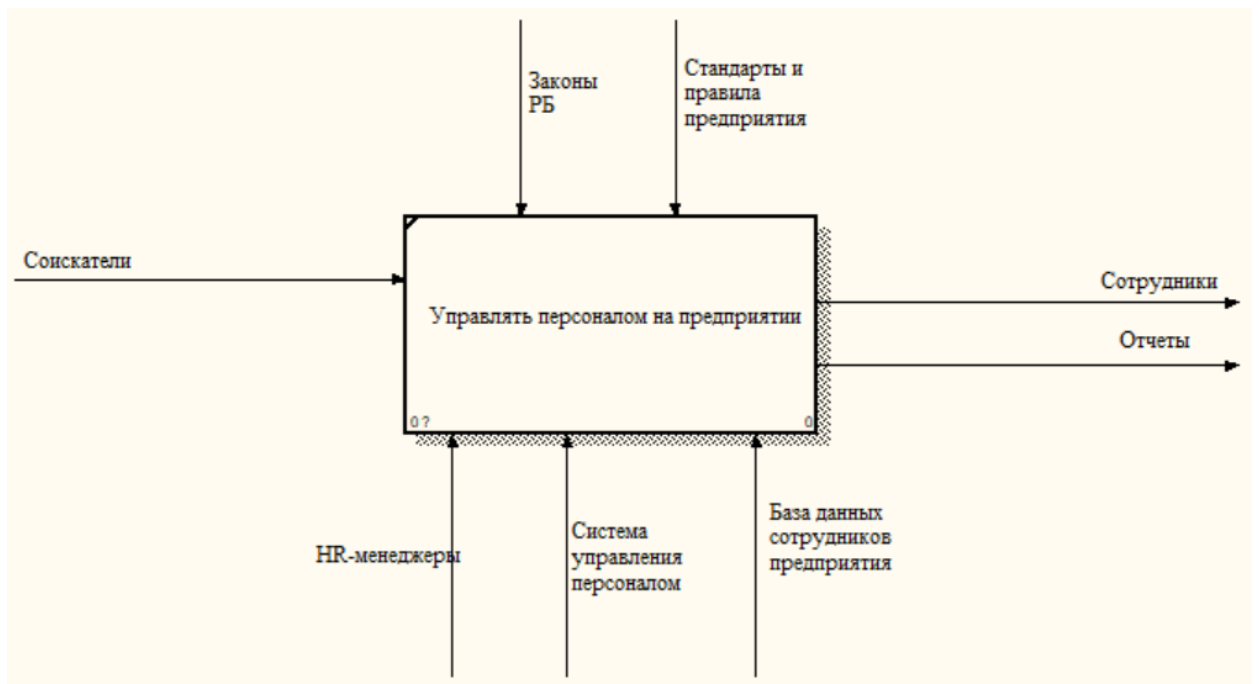 Законы
РБ
Стандарты и
правила
предприятия
Соискатели
Управлять персоналом на предприятии
Сотрудники
Отчеты
0 ?
0
HR-менеджеры
Система
управления
персоналом
База данных
сотрудников
предприятия